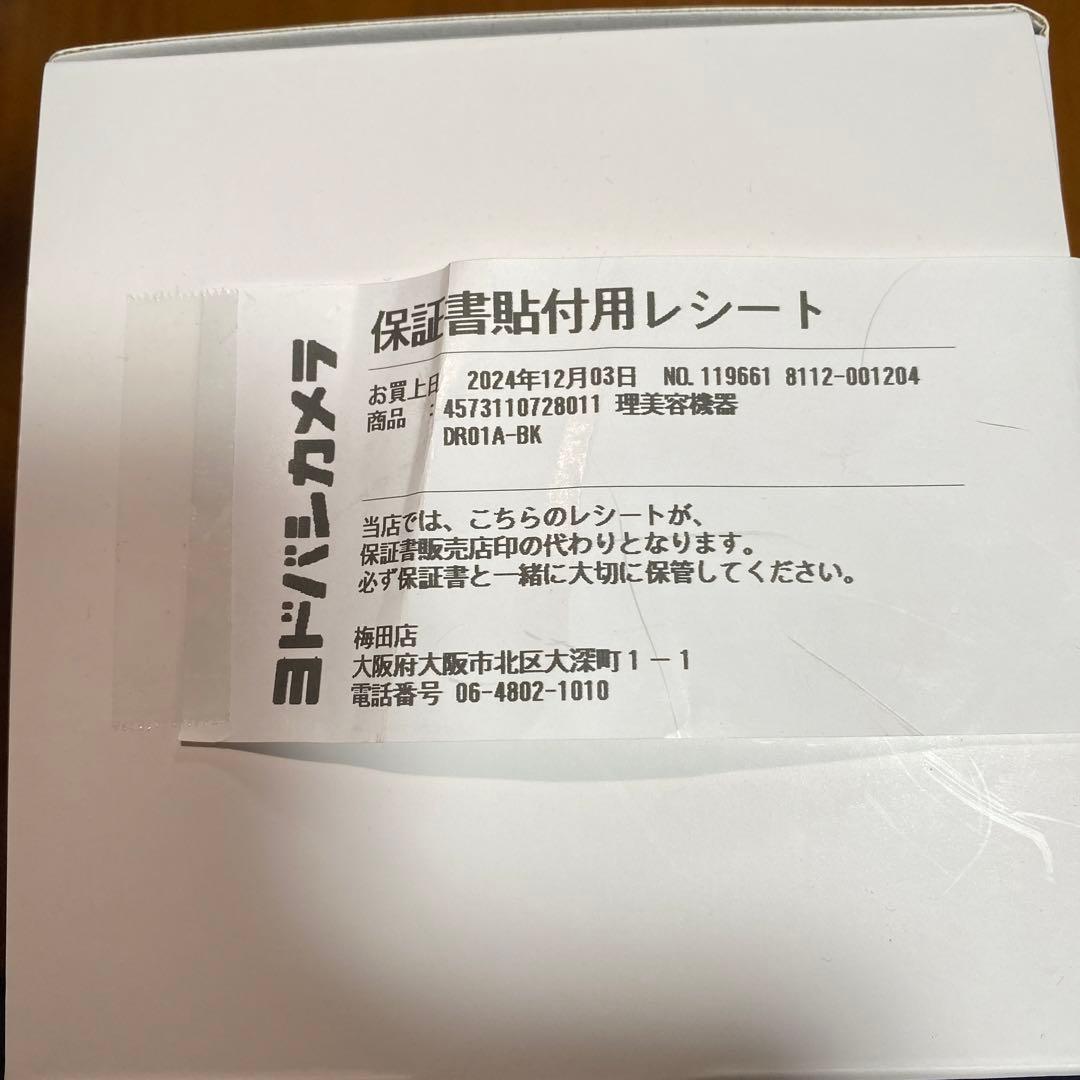 ヨドバシカメラ
保証書貼付用レシート
お買上日 2024年12月03日 NO.119661 8112-001204
商品 :4573110728011 理美容機器
DR01A-BK
当店では、こちらのレシートが、
保証書販売店印の代わりとなります。
必ず保証書と一緒に大切に保管してください。
梅田店
大阪府大阪市北区大深町1-1
電話番号 06-4802-1010